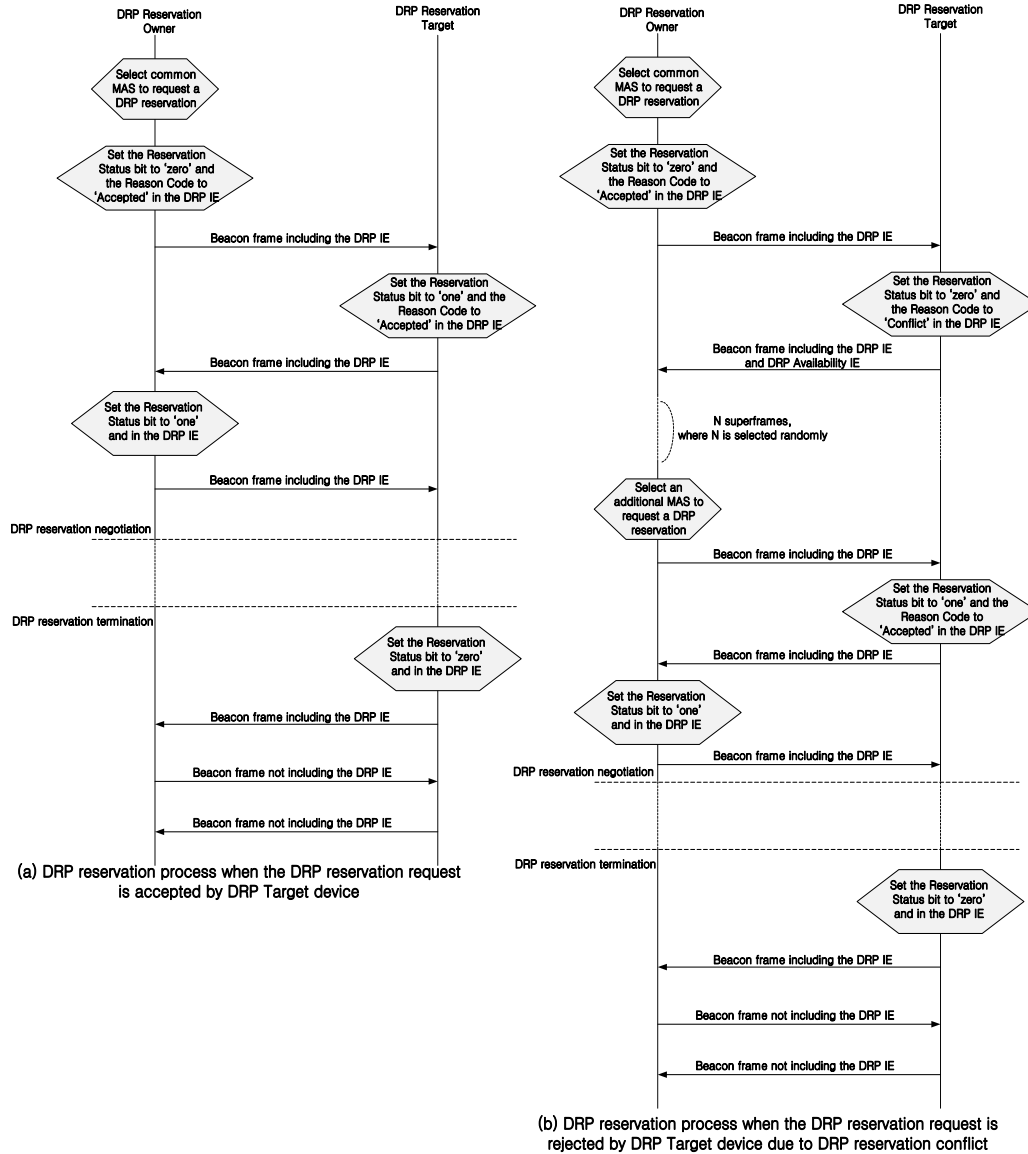 DRP Reservation
Owner
DRP Reservation
Target
Select common
MAS to request a
DRP reservation
Set the Reservation
Status bit to ‘zero’ and
the Reason Code to
‘Accepted’ in the DRP IE
Beacon frame including the DRP IE
Set the Reservation
Status bit to ‘one’ and the
Reason Code to
‘Accepted’ in the DRP IE
Beacon frame including the DRP IE
Set the Reservation
Status bit to ‘one’
and in the DRP IE
Beacon frame including the DRP IE
DRP reservation negotiation
DRP reservation termination
Set the Reservation
Status bit to ‘zero’
and in the DRP IE
Beacon frame including the DRP IE
Beacon frame not including the DRP IE
Beacon frame not including the DRP IE
(a) DRP reservation process when the DRP reservation request
is accepted by DRP Target device
DRP Reservation
Owner
DRP Reservation
Target
Select common
MAS to request a
DRP reservation
Set the Reservation
Status bit to ‘zero’ and
the Reason Code to
‘Accepted’ in the DRP IE
Beacon frame including the DRP IE
Set the Reservation
Status bit to ‘zero’ and
the Reason Code to
‘Conflict’ in the DRP IE
Beacon frame including the DRP IE
and DRP Availability IE
N superframes,
where N is selected randomly
Select an
additional MAS to
request a DRP
reservation
Beacon frame including the DRP IE
Set the Reservation
Status bit to ‘one’ and the
Reason Code to
‘Accepted’ in the DRP IE
Beacon frame including the DRP IE
Set the Reservation
Status bit to ‘one’
and in the DRP IE
Beacon frame including the DRP IE
DRP reservation negotiation
DRP reservation termination
Set the Reservation
Status bit to ‘zero’
and in the DRP IE
Beacon frame including the DRP IE
Beacon frame not including the DRP IE
Beacon frame not including the DRP IE
(b) DRP reservation process when the DRP reservation request is
rejected by DRP Target device due to DRP reservation conflict